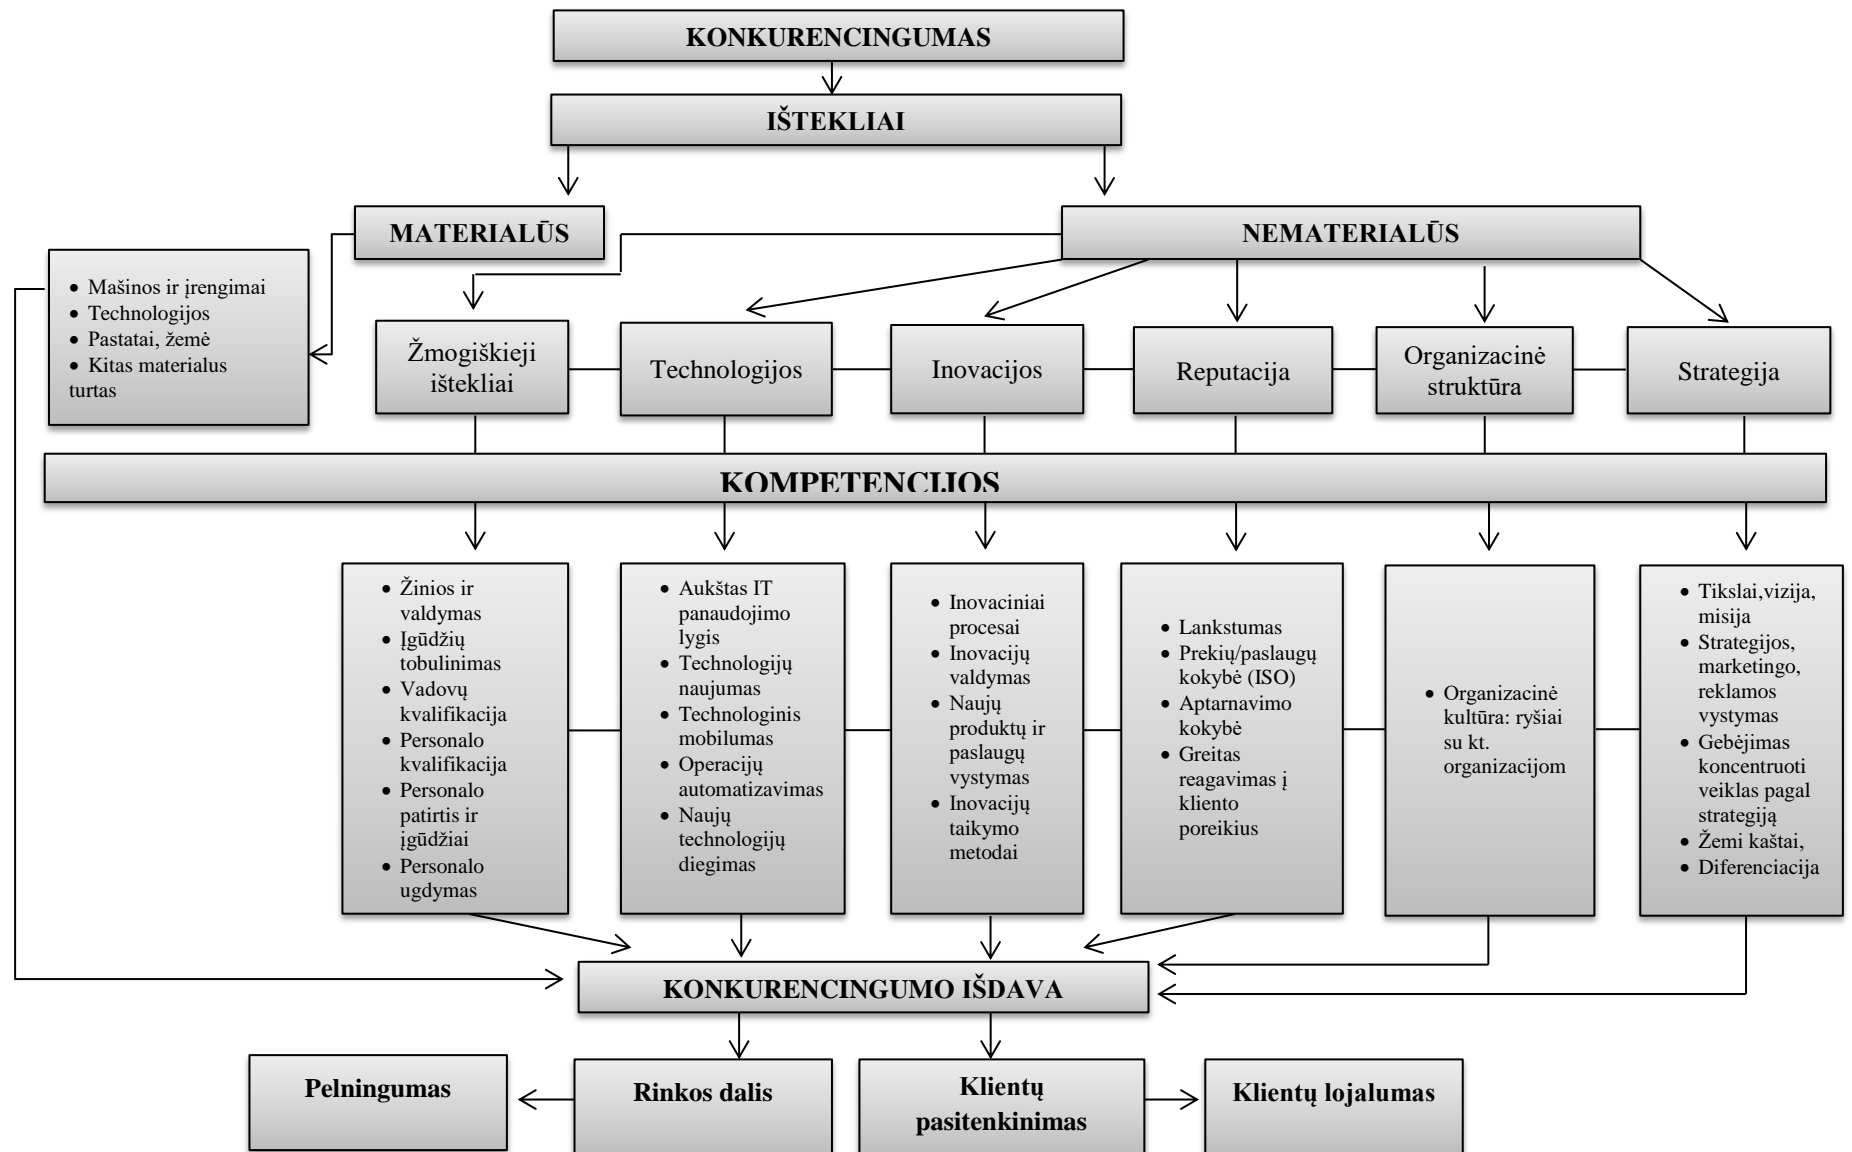 KONKURENCINGUMAS
IŠTEKLIAI
MATERIALŪS
NEMATERIALŪS
• Mašinos ir įrengimai
• Technologijos
• Pastatai, žemė
• Kitas materialus
turtas
Žmogiškieji
ištekliai
Technologijos
Inovacijos
Reputacija
Organizacinė
struktūra
Strategija
KOMPETENCIJOS
• Žinios ir
valdymas
• Įgūdžių
tobulinimas
• Vadovų
kvalifikacija
• Personalo
kvalifikacija
• Personalo
patirtis ir
įgūdžiai
• Personalo
ugdymas
• Aukštas IT
panaudojimo
lygis
• Technologijų
naujumas
• Technologinis
mobilumas
• Operacijų
automatizavimas
• Naujų
technologijų
diegimas
• Inovaciniai
procesai
• Inovacijų
valdymas
• Naujų
produktų ir
paslaugų
vystymas
• Inovacijų
taikymo
metodai
• Lankstumas
• Prekių/paslaugų
kokybė (ISO)
• Aptarnavimo
kokybė
• Greitas
reagavimas į
kliento
poreikius
• Organizacinė
kultūra: ryšiai
su kt.
organizacijom
• Tikslai,vizija,
misija
• Strategijos,
marketingo,
reklamos
vystymas
• Gebėjimas
koncentruoti
veiklas pagal
strategiją
• Žemi kaštai,
• Diferenciacija
KONKURENCINGUMO IŠDAVA
Pelningumas
Rinkos dalis
Klientų
pasitenkinimas
Klientų lojalumas